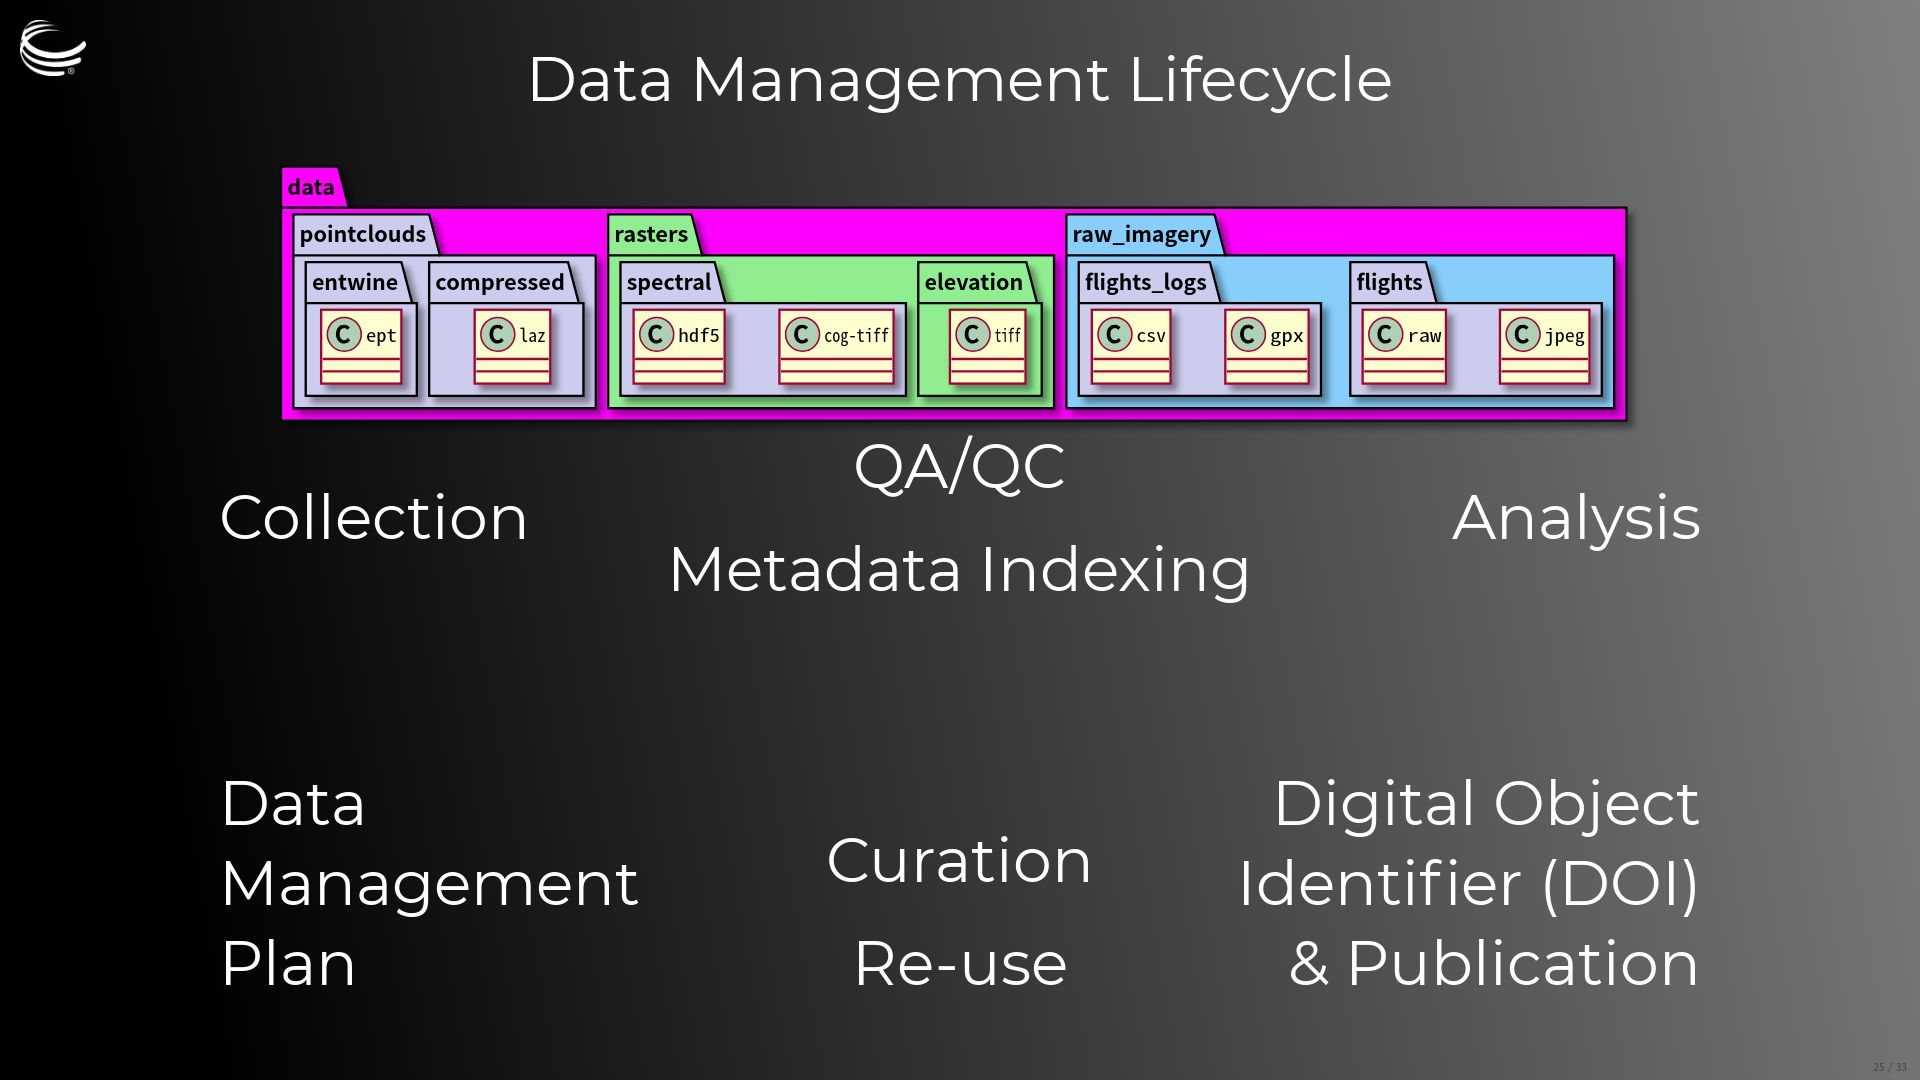 Data Management Lifecycle
data
pointclouds
rasters
raw_imagery
entwine
compressed
spectral
elevation
flights_logs
flights
C ept
C laz
C hdf5
C cog-tiff
C tiff
C csv
C gpx
C raw
C jpeg
QA/QC
Collection
Analysis
Metadata Indexing
Data
Management
Plan
Curation
Re-use
Digital Object
Identifier (DOI)
& Publication
25 / 33
®